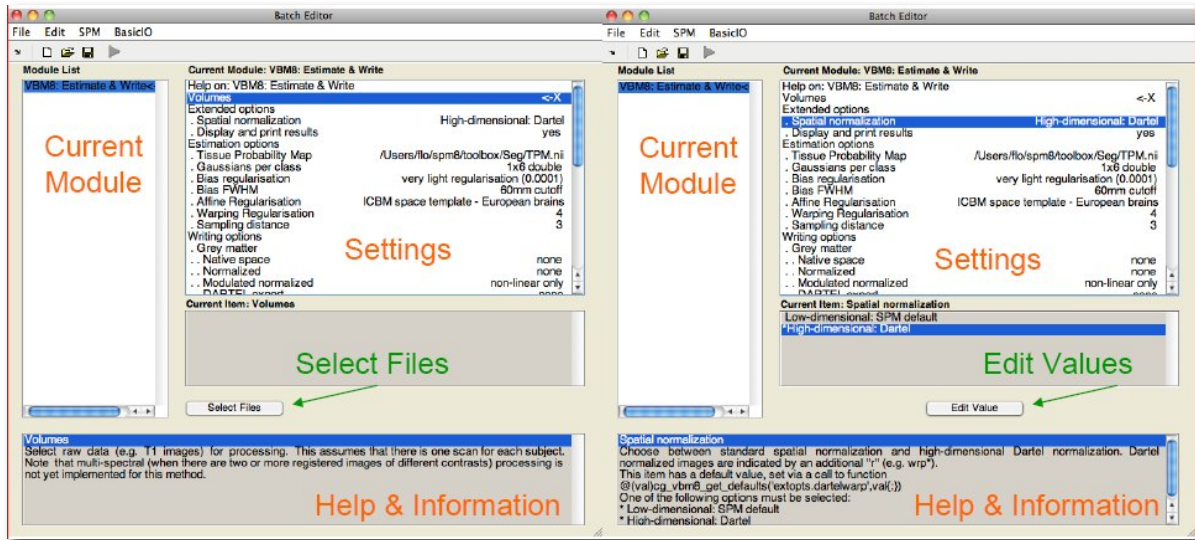 Batch Editor
File Edit SPM BasicIO
Module List
VBM8: Estimate & Write<
Current Module
Current Module: VBM8: Estimate & Write
Help on: VBM8: Estimate & Write
Volumes <-X
Extended options
. Spatial normalization High-dimensional: Dartel
. Display and print results yes
Estimation options
. Tissue Probability Map /Users/flo/spm8/toolbox/Seg/TPM.nii
. Gaussians per class 1x6 double
. Bias regularisation very light regularisation (0.0001)
. Bias FWHM 60mm cutoff
. Affine Regularisation ICBM space template - European brains
. Warping Regularisation 4
. Sampling distance 3
Writing options
. Grey matter
. . Native space none
. . Normalized none
. . Modulated normalized non-linear only
. . DARTEL export none
Settings
Current Item: Volumes
Select Files
Select Files
Volumes
Select raw data (e.g. T1 images) for processing. This assumes that there is one scan for each subject.
Note that multi-spectral (when there are two or more registered images of different contrasts) processing is
not yet implemented for this method.
Help & Information
Batch Editor
File Edit SPM BasicIO
Module List
VBM8: Estimate & Write<
Current Module
Current Module: VBM8: Estimate & Write
Help on: VBM8: Estimate & Write
Volumes <-X
Extended options
. Spatial normalization High-dimensional: Dartel
. Display and print results yes
Estimation options
. Tissue Probability Map /Users/flo/spm8/toolbox/Seg/TPM.nii
. Gaussians per class 1x6 double
. Bias regularisation very light regularisation (0.0001)
. Bias FWHM 60mm cutoff
. Affine Regularisation ICBM space template - European brains
. Warping Regularisation 4
. Sampling distance 3
Writing options
. Grey matter
. . Native space none
. . Normalized none
. . Modulated normalized non-linear only
. . DARTEL export none
Settings
Current Item: Spatial normalization
Low-dimensional: SPM default
*High-dimensional: Dartel
Edit Values
Edit Value
Spatial normalization
Choose between standard spatial normalization and high-dimensional Dartel normalization. Dartel
normalized images are indicated by an additional "r" (e.g. wrp*).
This item has a default value, set via a call to function
@(val)cg_vbm8_get_defaults('extopts.dartelwarp',val{:})
One of the following options must be selected:
* Low-dimensional: SPM default
* High-dimensional: Dartel
Help & Information